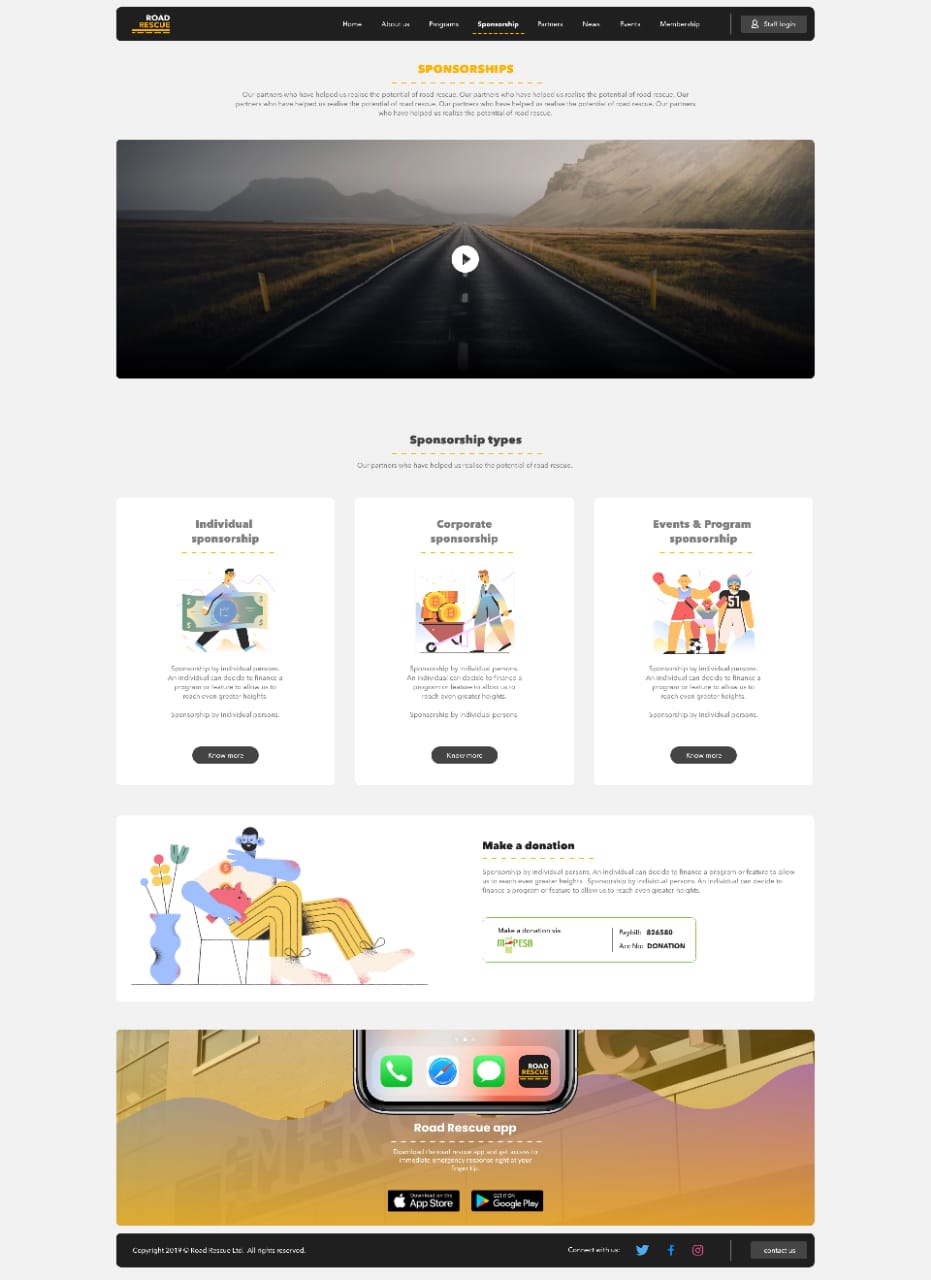 ROAD
RESCUE
Home About us Programs Sponsorship Partners News Events Membership Staff login
SPONSORSHIPS
Our partners who have helped us realise the potential of road rescue. Our partners who have helped us realise the potential of road rescue. Our
partners who have helped us realise the potential of road rescue. Our partners who have helped us realise the potential of road rescue. Our partners
who have helped us realise the potential of road rescue.
Sponsorship types
Our partners who have helped us realise the potential of road rescue.
Individual
sponsorship
Sponsorship by individual persons.
An individual can decide to finance a
program or feature to allow us to
reach even greater heights.
Sponsorship by individual persons.
Know more
Corporate
sponsorship
Sponsorship by individual persons.
An individual can decide to finance a
program or feature to allow us to
reach even greater heights.
Sponsorship by individual persons.
Know more
Events & Program
sponsorship
51
Sponsorship by individual persons.
An individual can decide to finance a
program or feature to allow us to
reach even greater heights.
Sponsorship by individual persons.
Know more
Make a donation
Sponsorship by individual persons. An individual can decide to finance a program or feature to allow
us to reach even greater heights. Sponsorship by individual persons. An individual can decide to
finance a program or feature to allow us to reach even greater heights.
Make a donation via
M-PESA
Paybill: 826580
Acc No: DONATION
ROAD
RESCUE
Road Rescue app
Download the road rescue app and get access to
immediate emergency response right at your
fingertip.
Download on the
App Store
GET IT ON
Google Play
Copyright 2019 © Road Rescue Ltd. All rights reserved.
Connect with us:
contact us